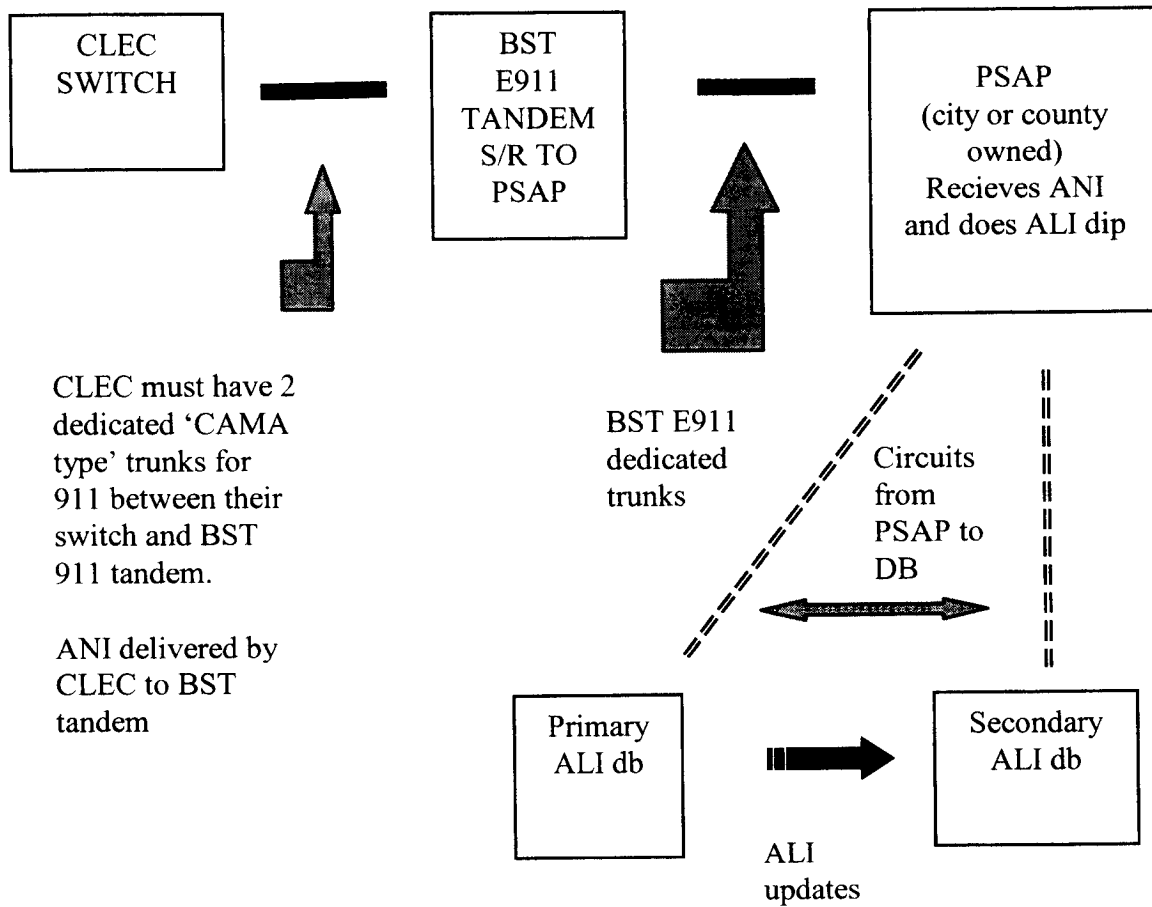 CLEC
SWITCH
BST
E911
TANDEM
S/R TO
PSAP
PSAP
(city or county
owned)
Recieves ANI
and does ALI dip
CLEC must have 2
dedicated ‘CAMA
type’ trunks for
911 between their
switch and BST
911 tandem.
ANI delivered by
CLEC to BST
tandem
BST E911
dedicated
trunks
Circuits
from
PSAP to
DB
Primary
ALI db
Secondary
ALI db
ALI
updates